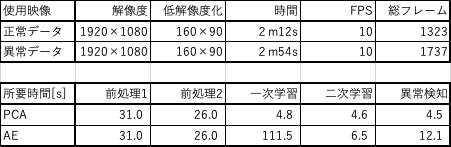 使用映像 解像度 低解像度化 時間 FPS 総フレーム
正常データ 1920×1080 160×90 2m12s 10 1323
異常データ 1920×1080 160×90 2m54s 10 1737
所要時間[s] 前処理1 前処理2 一次学習 二次学習 異常検知
PCA 31.0 26.0 4.8 4.6 4.5
AE 31.0 26.0 111.5 6.5 12.1